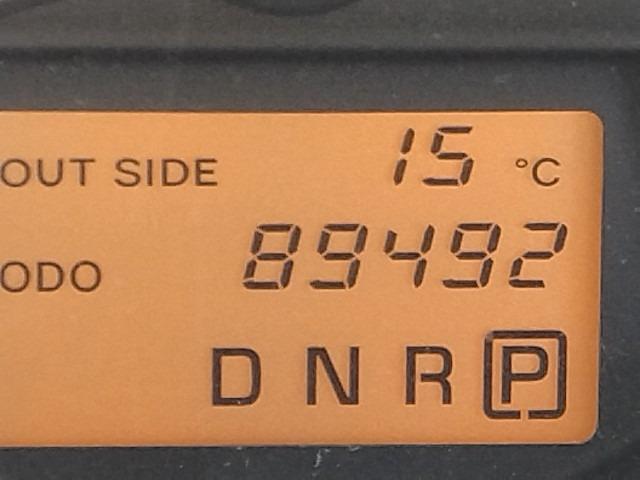 OUT SIDE 15 °C
ODO 89492
D N R P